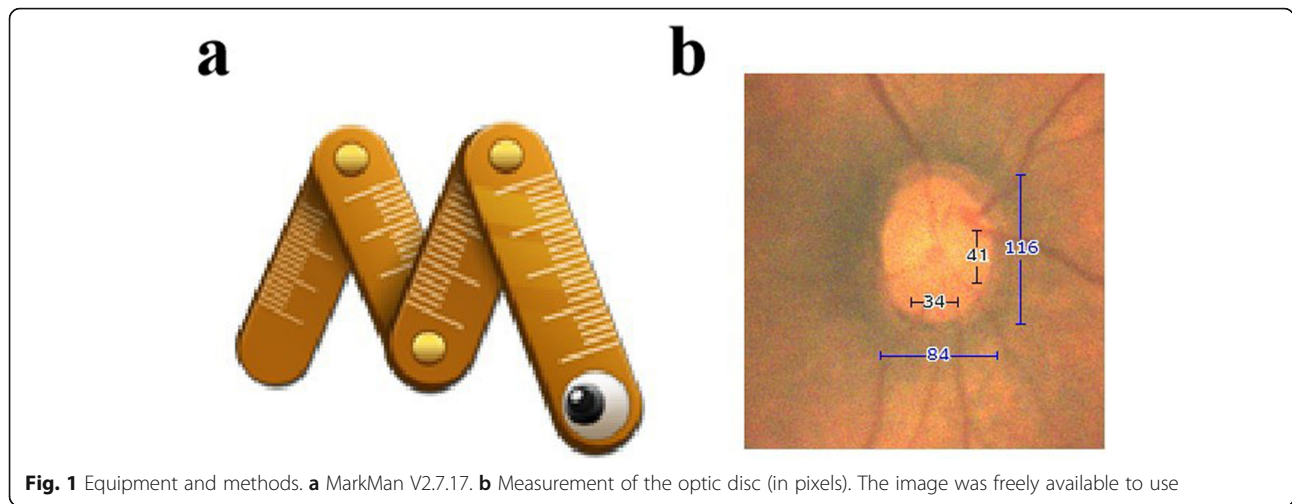 a
b
116
41
34
84
Fig. 1 Equipment and methods. a MarkMan V2.7.17. b Measurement of the optic disc (in pixels). The image was freely available to use